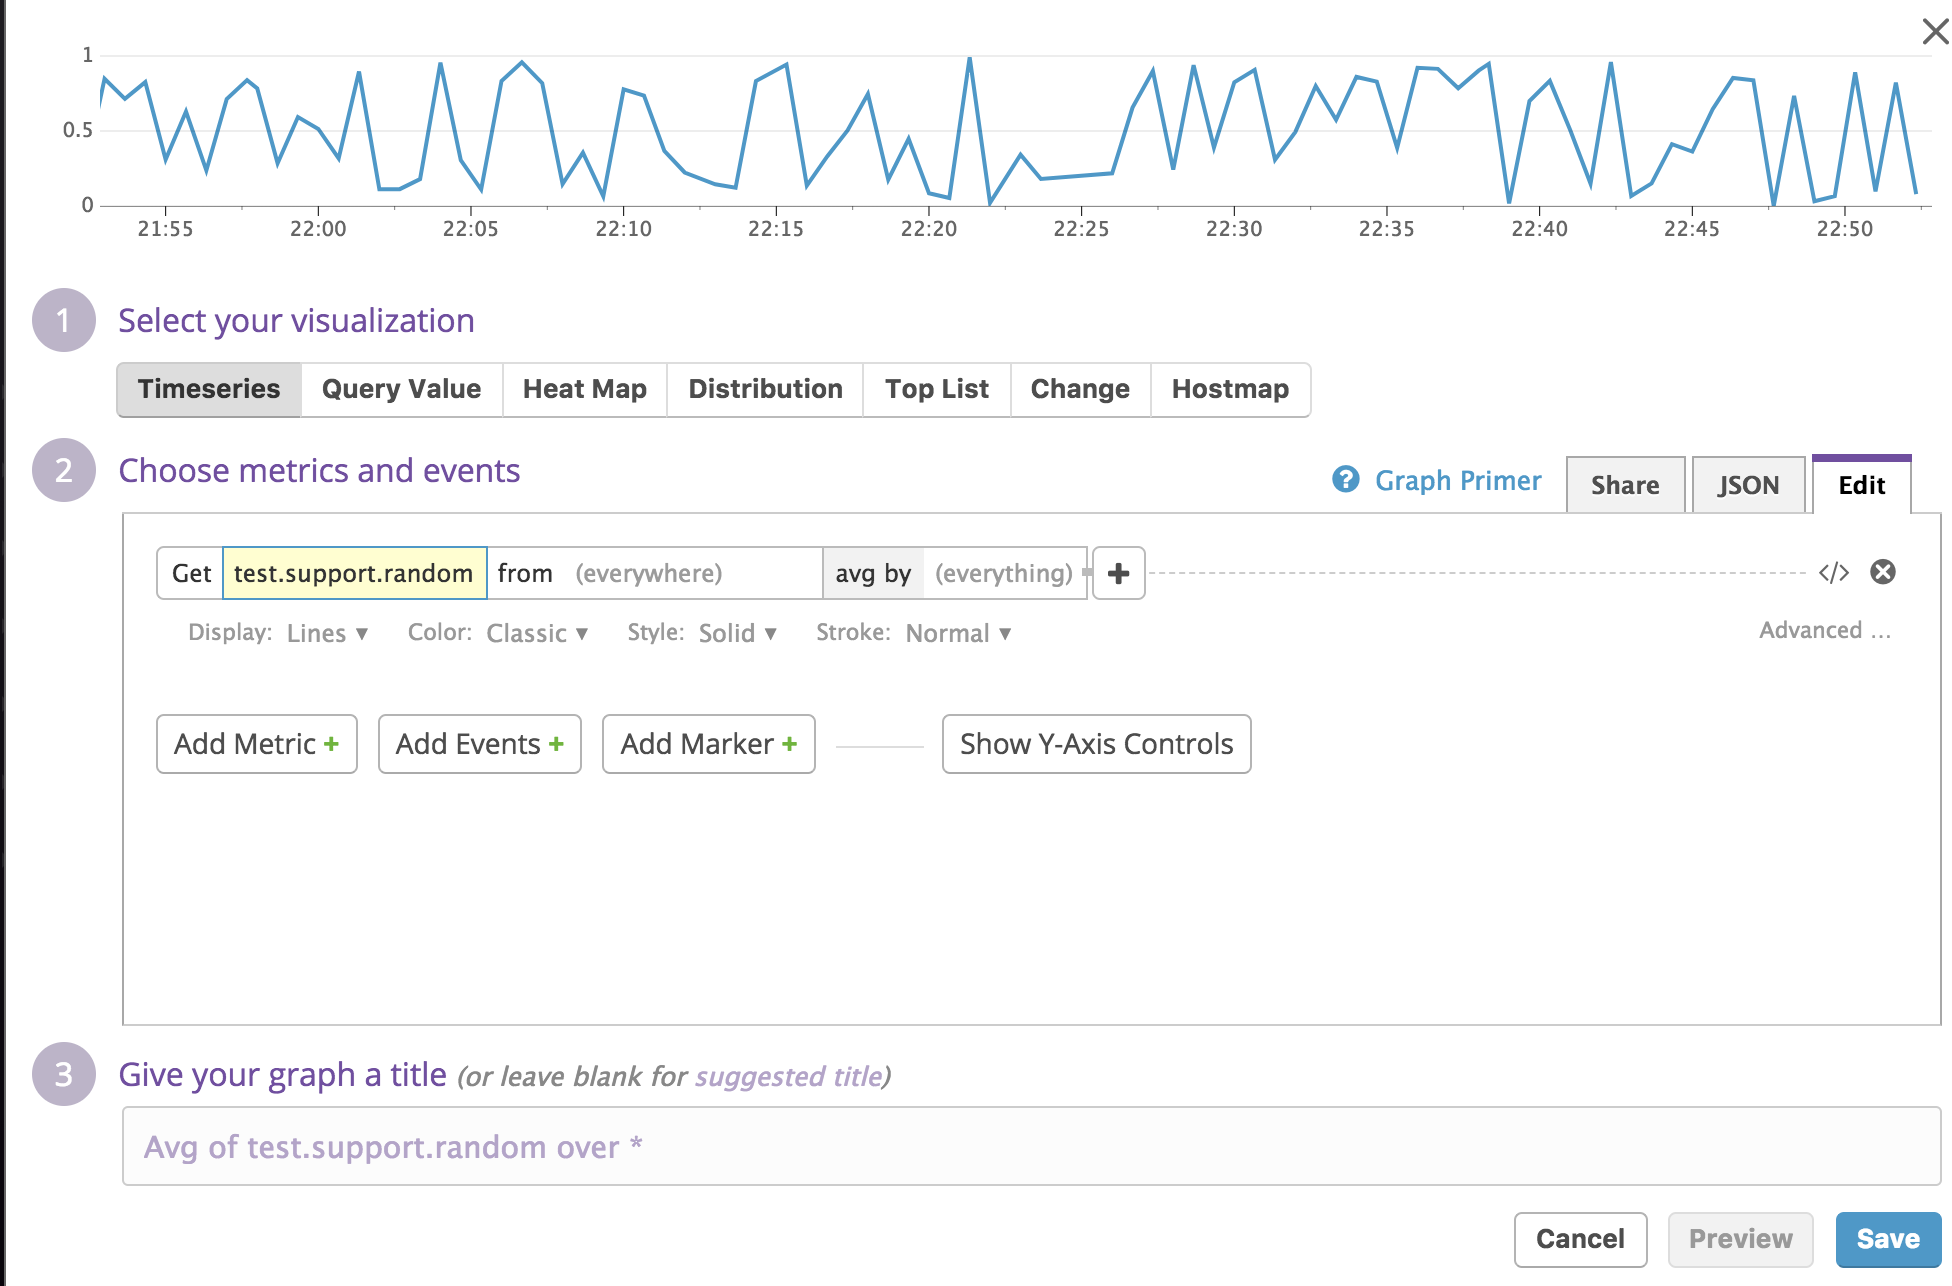 1
0.5
0
21:55 22:00 22:05 22:10 22:15 22:20 22:25 22:30 22:35 22:40 22:45 22:50
1 Select your visualization
Timeseries Query Value Heat Map Distribution Top List Change Hostmap
2 Choose metrics and events
? Graph Primer Share JSON Edit
Get test.support.random from (everywhere) avg by (everything) + </>
Display: Lines ▾ Color: Classic ▾ Style: Solid ▾ Stroke: Normal ▾ Advanced ...
Add Metric + Add Events + Add Marker + Show Y-Axis Controls
3 Give your graph a title (or leave blank for suggested title)
Avg of test.support.random over *
Cancel Preview Save